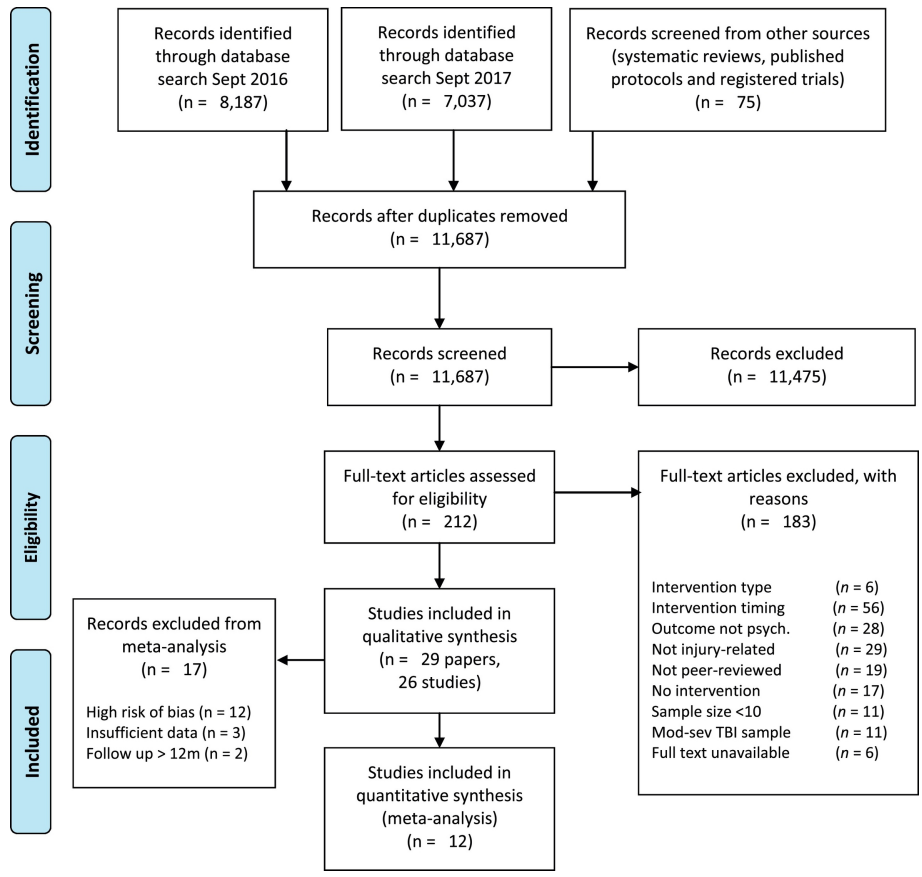 Identification
Records identified
through database
search Sept 2016
(n = 8,187)
Records identified
through database
search Sept 2017
(n = 7,037)
Records screened from other sources
(systematic reviews, published
protocols and registered trials)
(n = 75)
Records after duplicates removed
(n = 11,687)
Screening
Records screened
(n = 11,687)
Records excluded
(n = 11,475)
Eligibility
Full-text articles assessed
for eligibility
(n = 212)
Full-text articles excluded, with
reasons
(n = 183)
Intervention type (n = 6)
Intervention timing (n = 56)
Outcome not psych. (n = 28)
Not injury-related (n = 29)
Not peer-reviewed (n = 19)
No intervention (n = 17)
Sample size <10 (n = 11)
Mod-sev TBI sample (n = 11)
Full text unavailable (n = 6)
Studies included in
qualitative synthesis
(n = 29 papers,
26 studies)
Records excluded from
meta-analysis
(n = 17)
High risk of bias (n = 12)
Insufficient data (n = 3)
Follow up > 12m (n = 2)
Included
Studies included in
quantitative synthesis
(meta-analysis)
(n = 12)